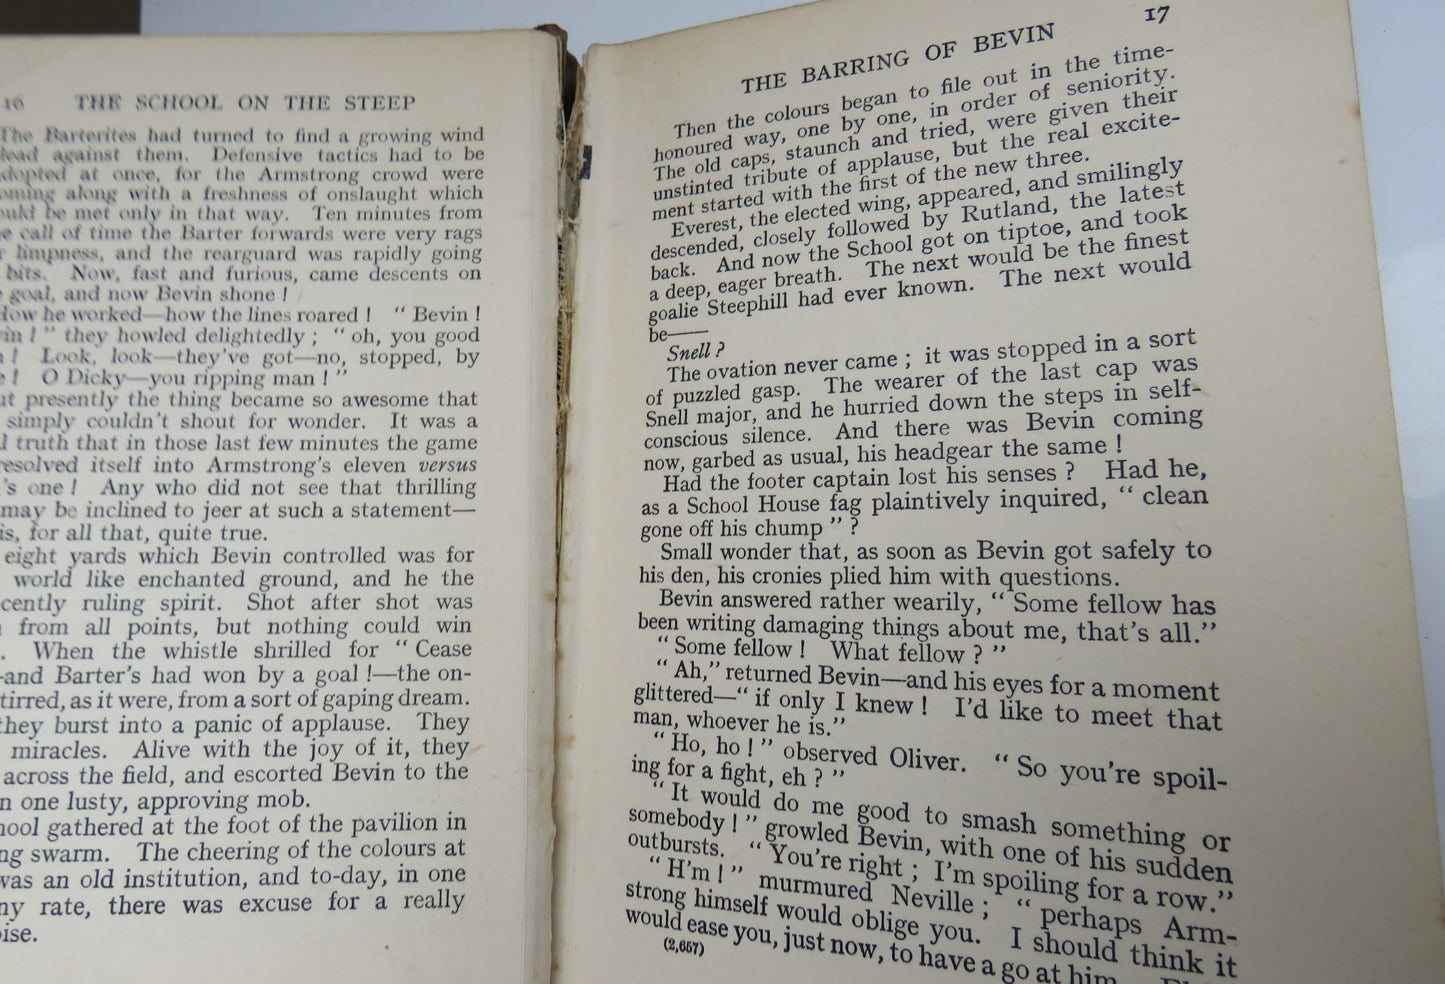 16 THE SCHOOL ON THE STEEP
The Barterites had turned to find a growing wind
dead against them. Defensive tactics had to be
adopted at once, for the Armstrong crowd were
coming along with a freshness of onslaught which
could be met only in that way. Ten minutes from
call of time the Barter forwards were very rags
limpness, and the rearguard was rapidly going
bits. Now, fast and furious, came descents on
goal, and now Bevin shone !
How he worked—how the lines roared ! “ Bevin !
in ! ” they howled delightedly ; “ oh, you good
! Look, look—they've got—no, stopped, by
! O Dicky—you ripping man ! ”
presently the thing became so awesome that
simply couldn't shout for wonder. It was a
truth that in those last few minutes the game
resolved itself into Armstrong's eleven versus
's one ! Any who did not see that thrilling
may be inclined to jeer at such a statement—
is, for all that, quite true.
eight yards which Bevin controlled was for
world like enchanted ground, and he the
cently ruling spirit. Shot after shot was
from all points, but nothing could win
. When the whistle shrilled for “ Cease
—and Barter's had won by a goal !—the on-
tirred, as it were, from a sort of gaping dream.
they burst into a panic of applause. They
miracles. Alive with the joy of it, they
across the field, and escorted Bevin to the
n one lusty, approving mob.
hool gathered at the foot of the pavilion in
ng swarm. The cheering of the colours at
was an old institution, and to-day, in one
ny rate, there was excuse for a really
oise.
THE BARRING OF BEVIN 17
Then the colours began to file out in the time-
honoured way, one by one, in order of seniority.
The old caps, staunch and tried, were given their
unstinted tribute of applause, but the real excite-
ment started with the first of the new three.
Everest, the elected wing, appeared, and smilingly
descended, closely followed by Rutland, the latest
back. And now the School got on tiptoe, and took
a deep, eager breath. The next would be the finest
goalie Steephill had ever known. The next would
be——
Snell ?
The ovation never came ; it was stopped in a sort
of puzzled gasp. The wearer of the last cap was
Snell major, and he hurried down the steps in self-
conscious silence. And there was Bevin coming
now, garbed as usual, his headgear the same !
Had the footer captain lost his senses ? Had he,
as a School House fag plaintively inquired, “ clean
gone off his chump ” ?
Small wonder that, as soon as Bevin got safely to
his den, his cronies plied him with questions.
Bevin answered rather wearily, “ Some fellow has
been writing damaging things about me, that's all.”
“ Some fellow ! What fellow ? ”
“ Ah,” returned Bevin—and his eyes for a moment
glittered—“ if only I knew ! I'd like to meet that
man, whoever he is.”
“ Ho, ho ! ” observed Oliver. “ So you're spoil-
ing for a fight, eh ? ”
“ It would do me good to smash something or
somebody ! ” growled Bevin, with one of his sudden
outbursts. “ You're right ; I'm spoiling for a row.”
“ H'm ! ” murmured Neville ; “ perhaps Arm-
strong himself would oblige you. I should think it
would ease you, just now, to have a go at him.
(2,657)